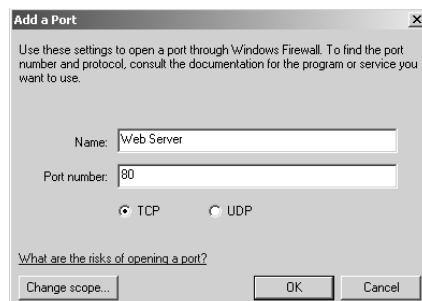 Add a Port
Use these settings to open a port through Windows Firewall. To find the port
number and protocol, consult the documentation for the program or service you
want to use.
Name: Web Server
Port number: 80
TCP UDP
What are the risks of opening a port?
Change scope... OK Cancel